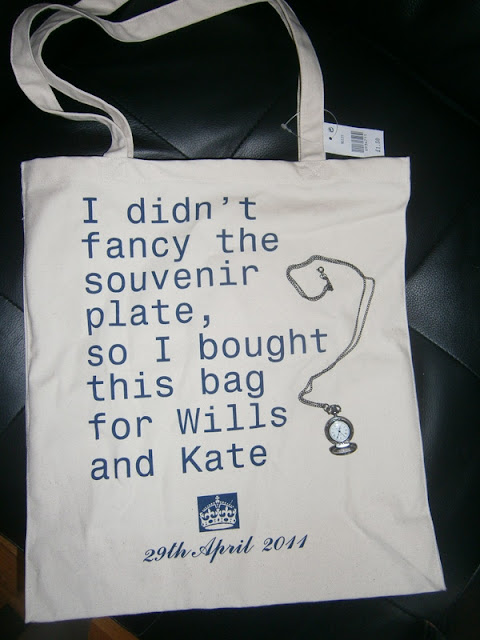 I didn't
fancy the
souvenir
plate,
so I bought
this bag
for Wills
and Kate
29th April 2011